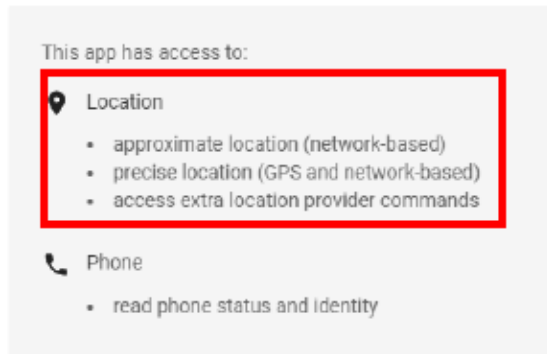 This app has access to:
Location
• approximate location (network-based)
• precise location (GPS and network-based)
• access extra location provider commands
Phone
• read phone status and identity